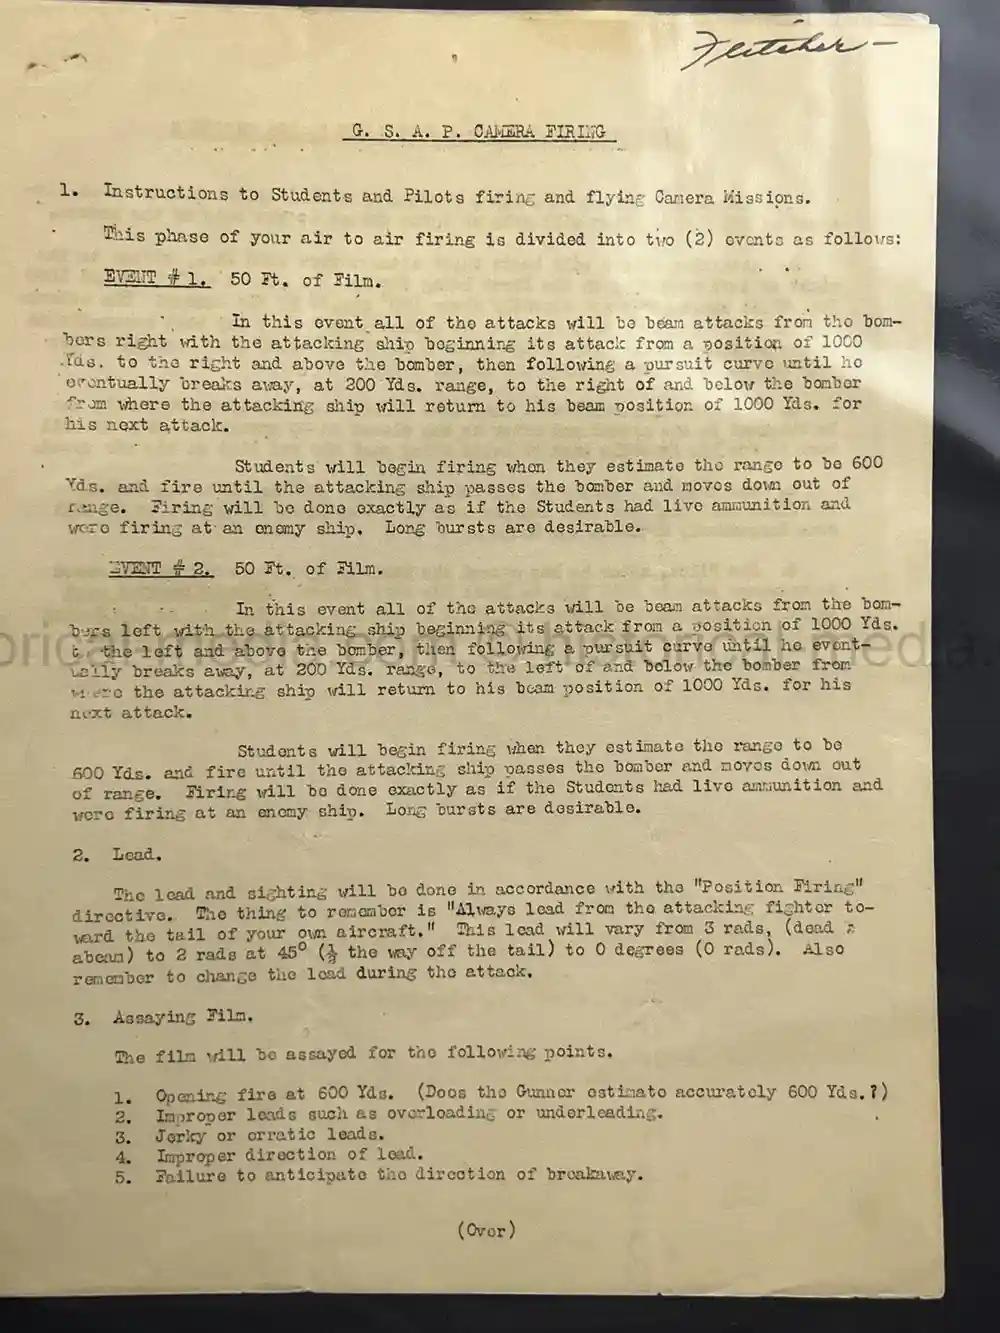 Fletcher-
G. S. A. P. CAMERA FIRING
1. Instructions to Students and Pilots firing and flying Camera Missions.
This phase of your air to air firing is divided into two (2) events as follows:
EVENT # 1. 50 Ft. of Film.
In this event all of the attacks will be beam attacks from the bom-
bers right with the attacking ship beginning its attack from a position of 1000
Yds. to the right and above the bomber, then following a pursuit curve until he
eventually breaks away, at 200 Yds. range, to the right of and below the bomber
from where the attacking ship will return to his beam position of 1000 Yds. for
his next attack.
Students will begin firing when they estimate the range to be 600
Yds. and fire until the attacking ship passes the bomber and moves down out of
range. Firing will be done exactly as if the Students had live ammunition and
were firing at an enemy ship. Long bursts are desirable.
EVENT # 2. 50 Ft. of Film.
In this event all of the attacks will be beam attacks from the bom-
bers left with the attacking ship beginning its attack from a position of 1000 Yds.
the left and above the bomber, then following a pursuit curve until he event-
ually breaks away, at 200 Yds. range, to the left of and below the bomber from
where the attacking ship will return to his beam position of 1000 Yds. for his
next attack.
Students will begin firing when they estimate the range to be
600 Yds. and fire until the attacking ship passes the bomber and moves down out
of range. Firing will be done exactly as if the Students had live ammunition and
were firing at an enemy ship. Long bursts are desirable.
2. Lead.
The lead and sighting will be done in accordance with the "Position Firing"
directive. The thing to remember is "Always lead from the attacking fighter to-
ward the tail of your own aircraft." This lead will vary from 3 rads, (dead
abeam) to 2 rads at 45° (½ the way off the tail) to 0 degrees (0 rads). Also
remember to change the lead during the attack.
3. Assaying Film.
The film will be assayed for the following points.
1. Opening fire at 600 Yds. (Does the Gunner estimate accurately 600 Yds.?)
2. Improper leads such as overloading or underleading.
3. Jerky or erratic leads.
4. Improper direction of lead.
5. Failure to anticipate the direction of breakaway.
(Over)